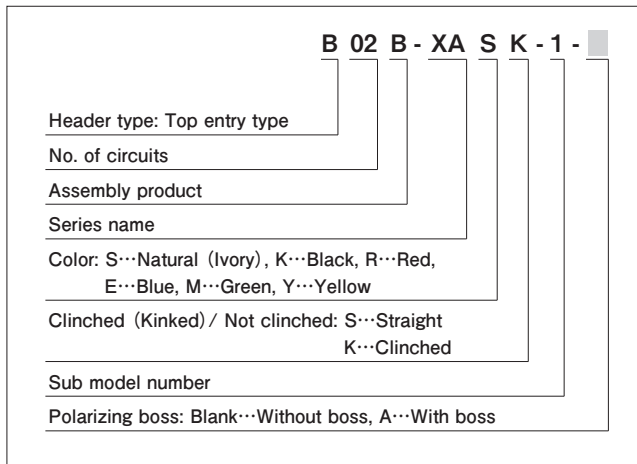 B 02 B - XA S K - 1 -
Header type: Top entry type
No. of circuits
Assembly product
Series name
Color: S…Natural (Ivory), K…Black, R…Red,
E…Blue, M…Green, Y…Yellow
Clinched (Kinked) / Not clinched: S…Straight
K…Clinched
Sub model number
Polarizing boss: Blank…Without boss, A…With boss